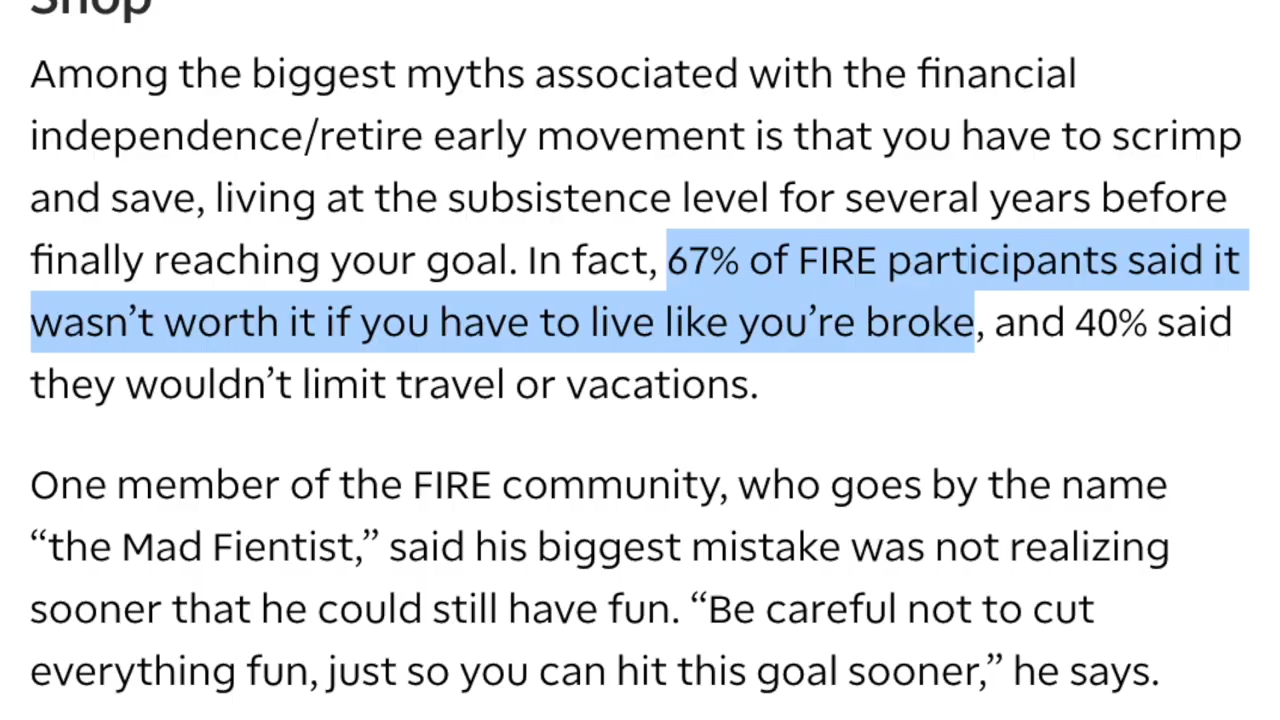 Shop
Among the biggest myths associated with the financial
independence/retire early movement is that you have to scrimp
and save, living at the subsistence level for several years before
finally reaching your goal. In fact, 67% of FIRE participants said it
wasn’t worth it if you have to live like you’re broke, and 40% said
they wouldn’t limit travel or vacations.
One member of the FIRE community, who goes by the name
“the Mad Fientist,” said his biggest mistake was not realizing
sooner that he could still have fun. “Be careful not to cut
everything fun, just so you can hit this goal sooner,” he says.